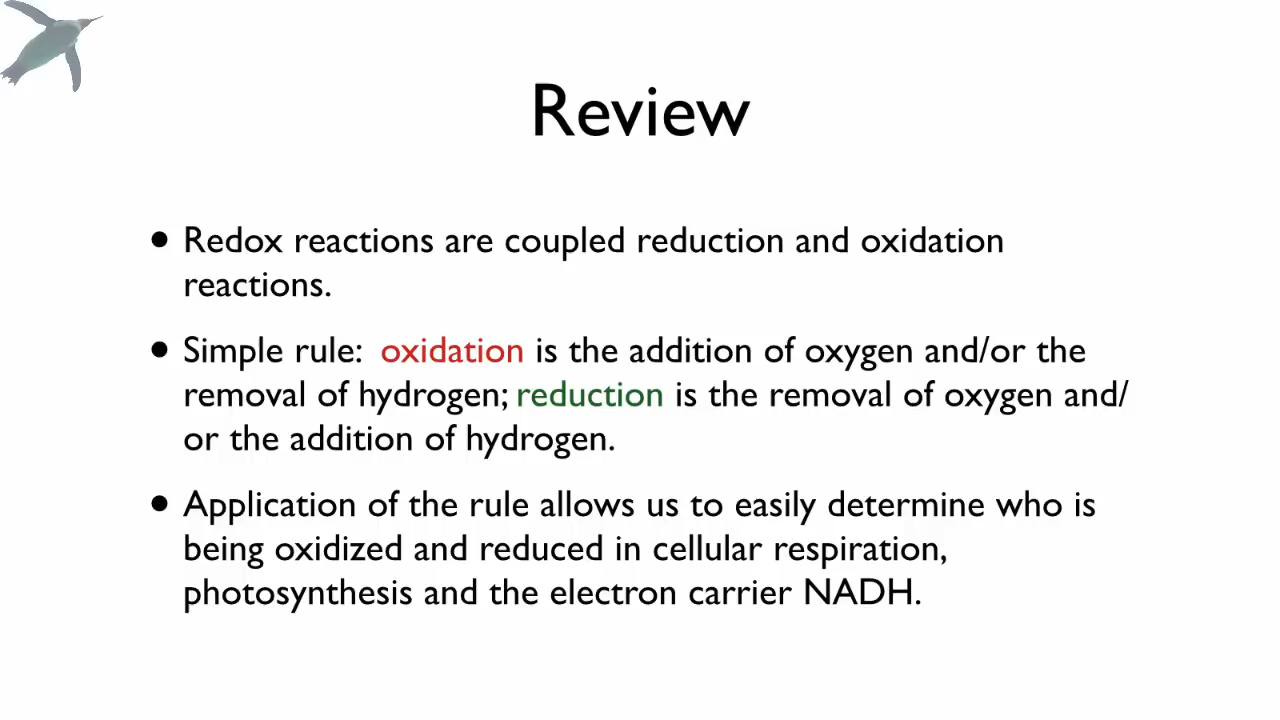 Review
• Redox reactions are coupled reduction and oxidation
reactions.
• Simple rule:  oxidation is the addition of oxygen and/or the
removal of hydrogen; reduction is the removal of oxygen and/
or the addition of hydrogen.
• Application of the rule allows us to easily determine who is
being oxidized and reduced in cellular respiration,
photosynthesis and the electron carrier NADH.